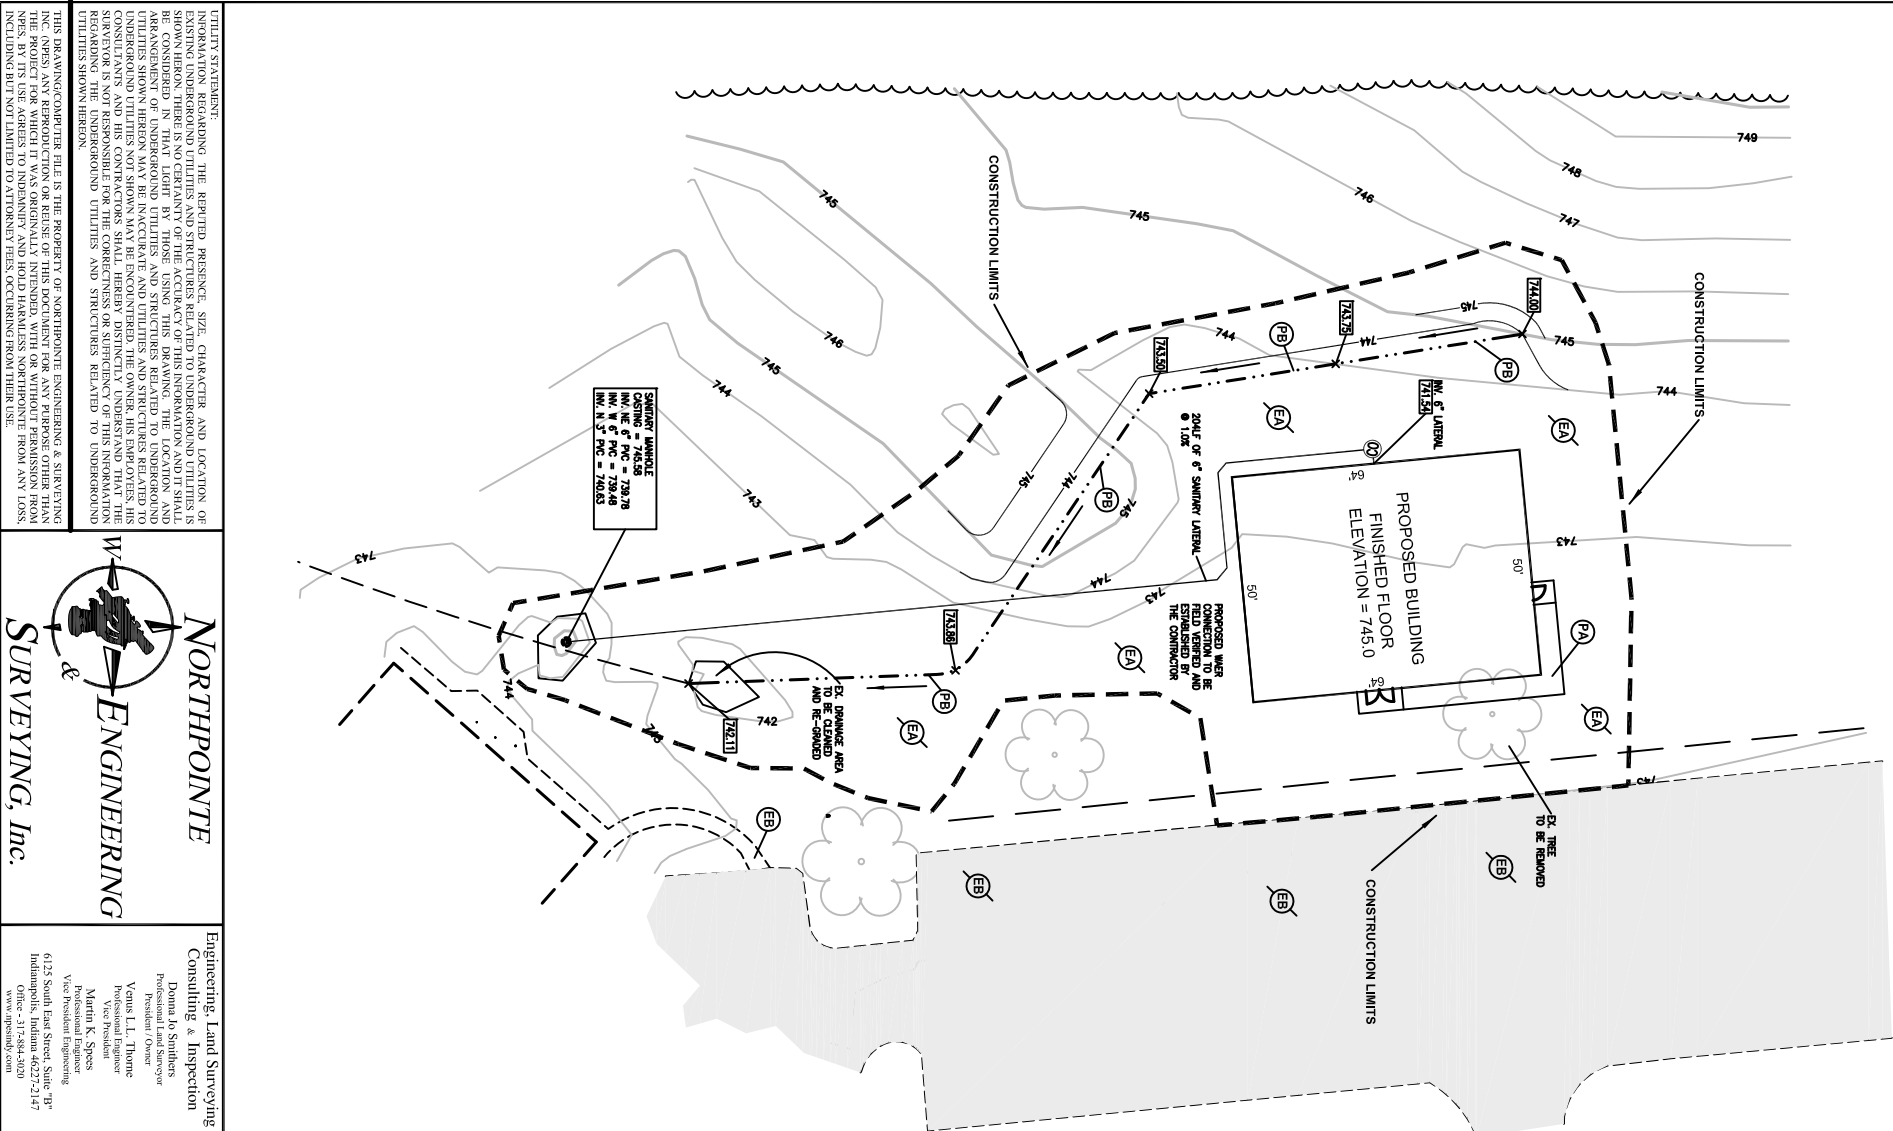 UTILITY STATEMENT:
INFORMATION REGARDING THE REPUTED PRESENCE, SIZE, CHARACTER AND LOCATION OF
EXISTING UNDERGROUND UTILITIES AND STRUCTURES RELATED TO UNDERGROUND UTILITIES IS
SHOWN HERON. THERE IS NO CERTAINTY OF THE ACCURACY OF THIS INFORMATION AND IT SHALL
BE CONSIDERED IN THAT LIGHT BY THOSE USING THIS DRAWING. THE LOCATION AND
ARRANGEMENT OF UNDERGROUND UTILITIES AND STRUCTURES RELATED TO UNDERGROUND
UTILITIES SHOWN HEREON MAY BE INACCURATE AND UTILITIES AND STRUCTURES RELATED TO
UNDERGROUND UTILITIES NOT SHOWN MAY BE ENCOUNTERED. THE OWNER, HIS EMPLOYEES, HIS
CONSULTANTS AND HIS CONTRACTORS SHALL HEREBY DISTINCTLY UNDERSTAND THAT THE
SURVEYOR IS NOT RESPONSIBLE FOR THE CORRECTNESS OR SUFFICIENCY OF THIS INFORMATION
REGARDING THE UNDERGROUND UTILITIES AND STRUCTURES RELATED TO UNDERGROUND
UTILITIES SHOWN HEREON.
THIS DRAWING/COMPUTER FILE IS THE PROPERTY OF NORTHPOINTE ENGINEERING & SURVEYING
INC. (NPES) ANY REPRODUCTION OR REUSE OF THIS DOCUMENT FOR ANY PURPOSE OTHER THAN
THE PROJECT FOR WHICH IT WAS ORIGINALLY INTENDED, WITH OR WITHOUT PERMISSION FROM
NPES, BY ITS USE AGREES TO INDEMNIFY AND HOLD HARMLESS NORTHPOINTE FROM ANY LOSS,
INCLUDING BUT NOT LIMITED TO ATTORNEY FEES, OCCURRING FROM THEIR USE.
W
NORTHPOINTE
ENGINEERING
&
SURVEYING, Inc.
Engineering, Land Surveying
Consulting & Inspection
Donna Jo Smithers
Professional Land Surveyor
President / Owner
Venus L.L. Thorne
Professional Engineer
Vice President
Martin K. Spees
Professional Engineer
Vice President Engineering
6125 South East Street, Suite "B"
Indianapolis, Indiana 46227-2147
Office - 317-884-3020
www.npesindy.com
749
748
747
746
745
745
CONSTRUCTION LIMITS
CONSTRUCTION LIMITS
744.00
745
745
743.75
744
744
PB
PB
744
743.50
746
745
744
743
INV. 6" LATERAL
741.54
CO
EA
EA
204LF OF 6" SANITARY LATERAL
@ 1.0%
64'
PROPOSED BUILDING
FINISHED FLOOR
ELEVATION = 745.0
50'
50'
64'
743
PA
EA
745
744
745
PB
744
743
SANITARY MANHOLE
CASTING = 745.58
INV. NE 6" PVC = 739.78
INV. W 6" PVC = 739.48
INV. N 3" PVC = 740.63
743
743.86
PROPOSED WAER
CONNECTION TO BE
FIELD VERIFIED AND
ESTABLISHED BY
THE CONTRACTOR
EA
PB
EA
EX. DRAINAGE AREA
TO BE CLEANED
AND RE-GRADED
742
742.11
744
EX. TREE
TO BE REMOVED
CONSTRUCTION LIMITS
EB
EB
EB
EB